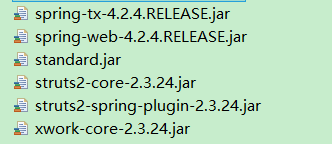 spring-tx-4.2.4.RELEASE.jar
spring-web-4.2.4.RELEASE.jar
standard.jar
struts2-core-2.3.24.jar
struts2-spring-plugin-2.3.24.jar
xwork-core-2.3.24.jar